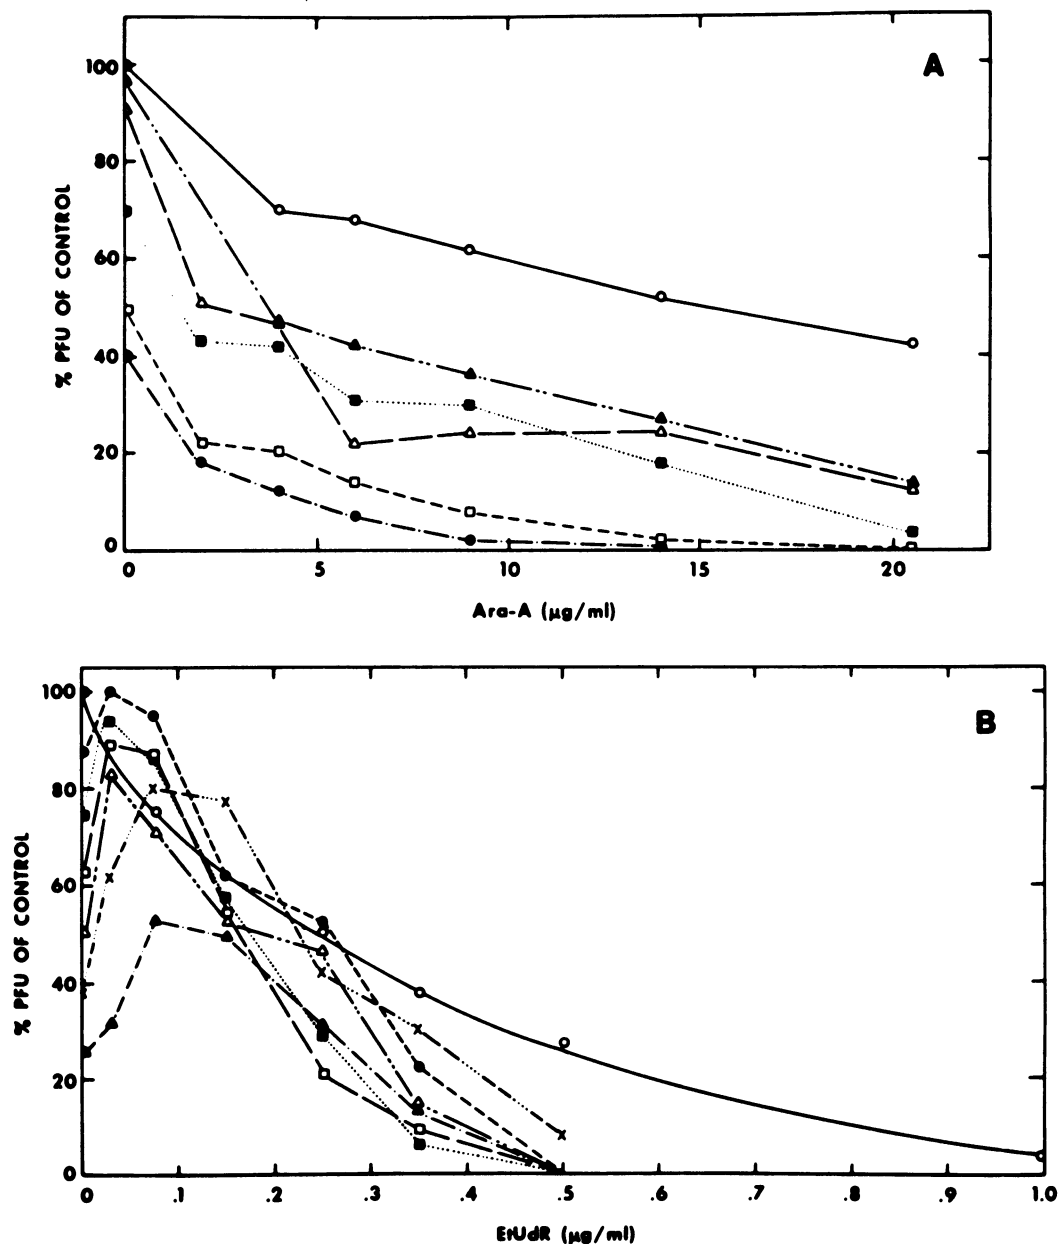 A
100
80
60
40
20
0
% PFU OF CONTROL
0 5 10 15 20
Ara-A (μg/ml)
B
100
80
60
40
20
0
% PFU OF CONTROL
0 .1 .2 .3 .4 .5 .6 .7 .8 .9 1.0
EtUdR (μg/ml)